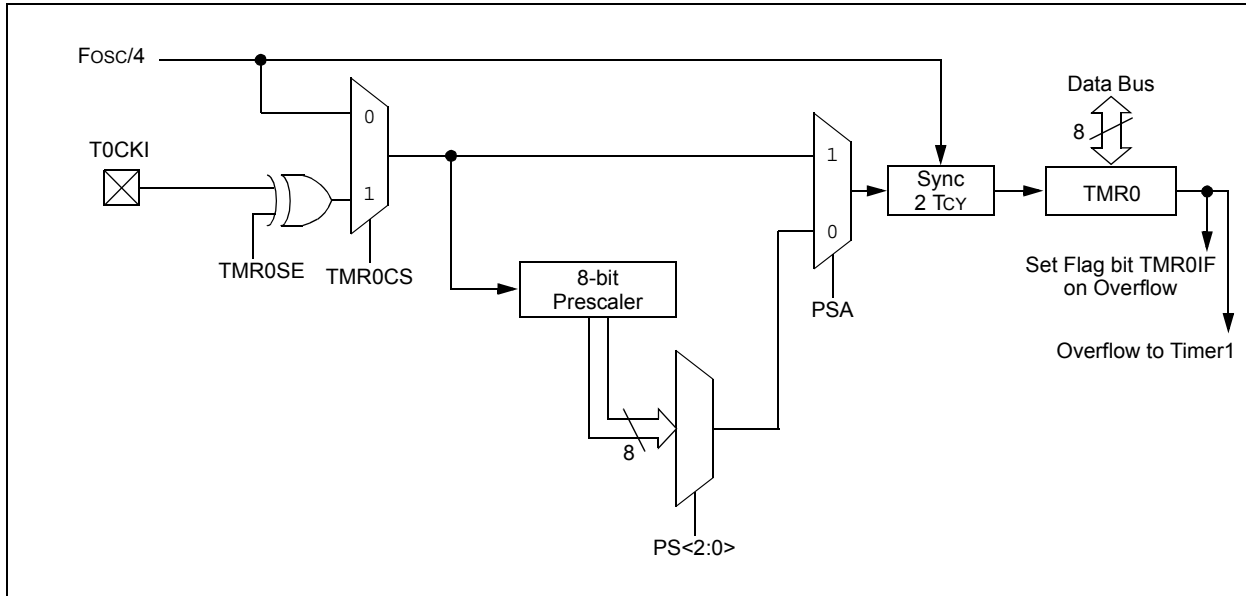 FOSC/4
Data Bus
8
T0CKI
0
1
1
0
Sync
2 TCY
TMR0
TMR0SE
TMR0CS
8-bit
Prescaler
PSA
Set Flag bit TMR0IF
on Overflow
Overflow to Timer1
8
PS<2:0>